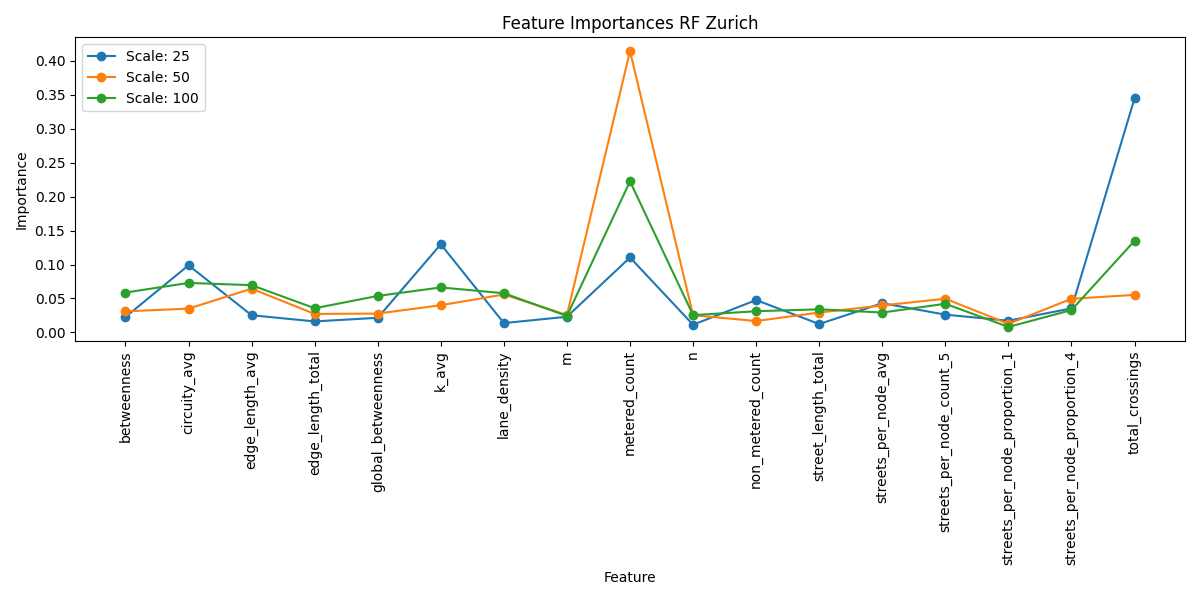 Feature Importances RF Zurich
Scale: 25
Scale: 50
Scale: 100
Importance
0.40
0.35
0.30
0.25
0.20
0.15
0.10
0.05
0.00
betweenness
circuity_avg
edge_length_avg
edge_length_total
global_betweenness
k_avg
lane_density
m
metered_count
n
non_metered_count
street_length_total
streets_per_node_avg
streets_per_node_count_5
streets_per_node_proportion_1
streets_per_node_proportion_4
total_crossings
Feature